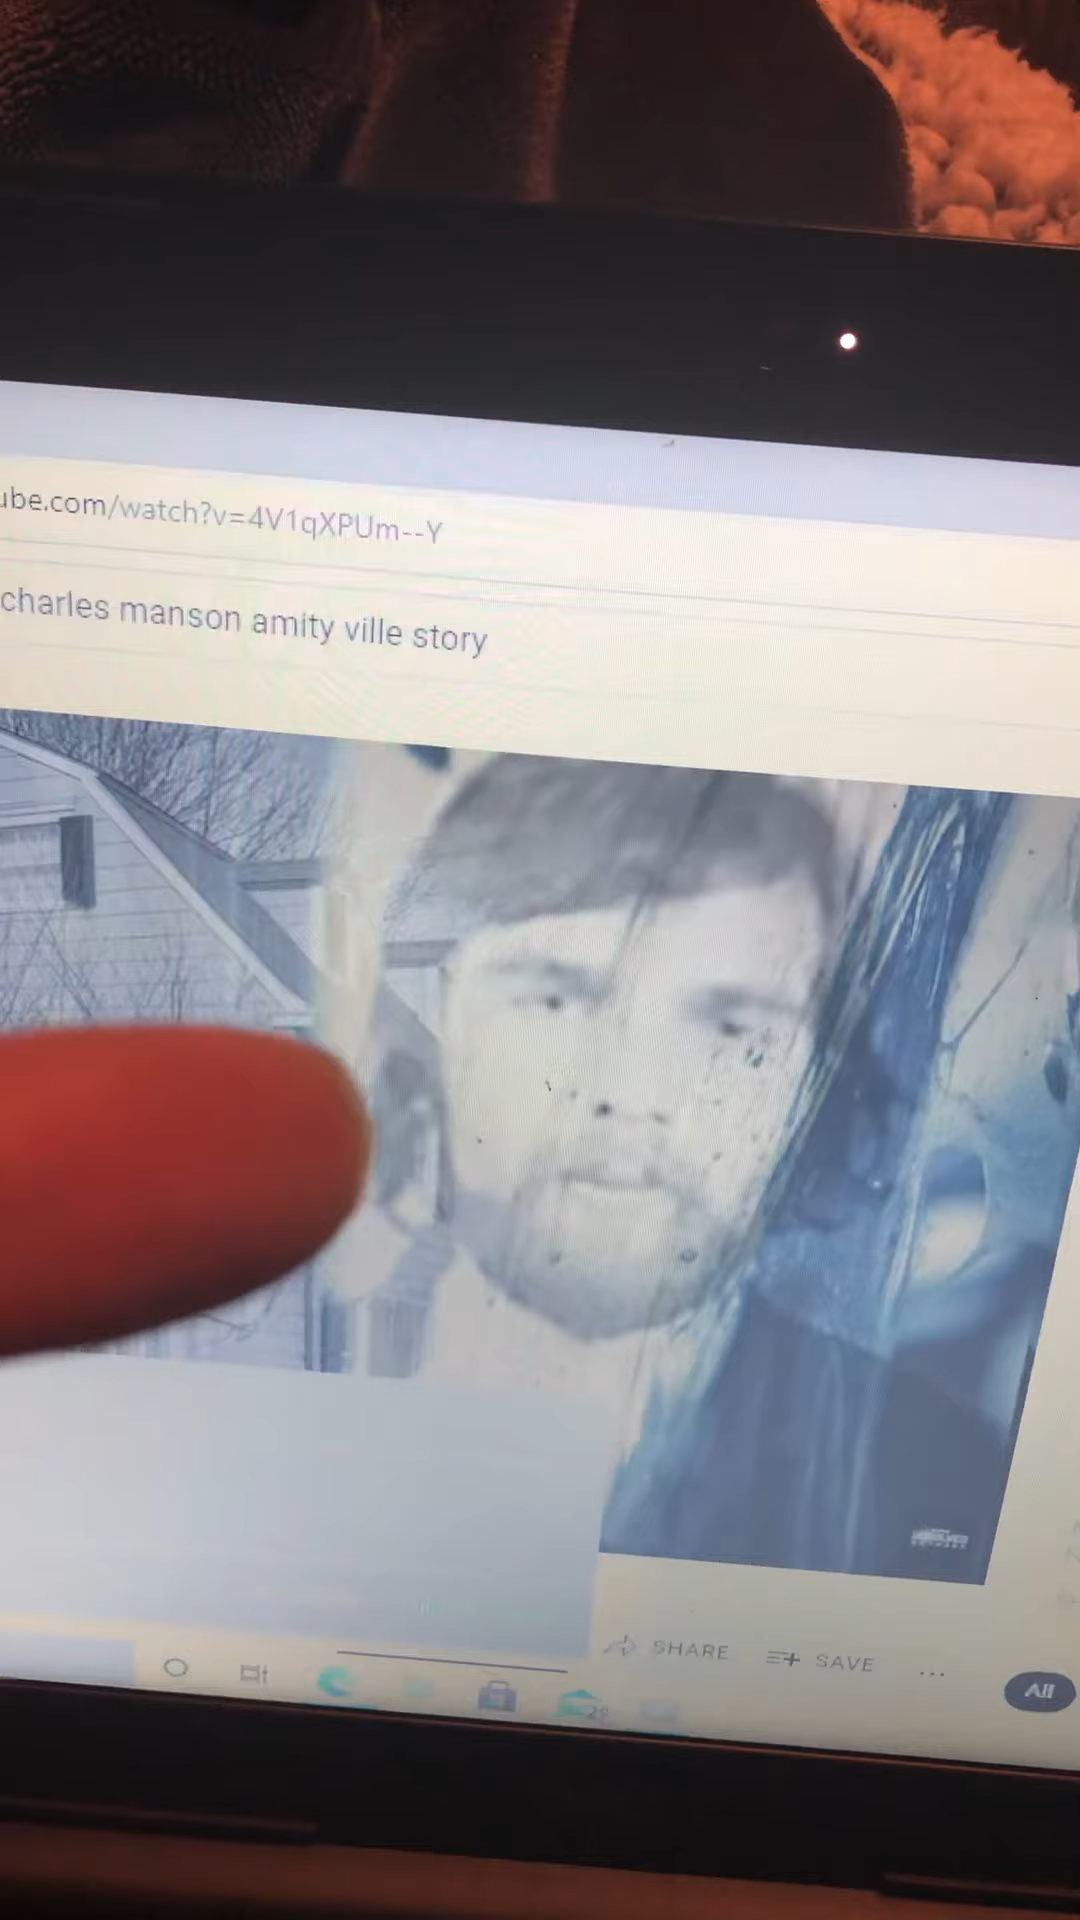 ube.com/watch?v=4V1qXPUm--Y
charles manson amity ville story
SHARE
SAVE
...
All